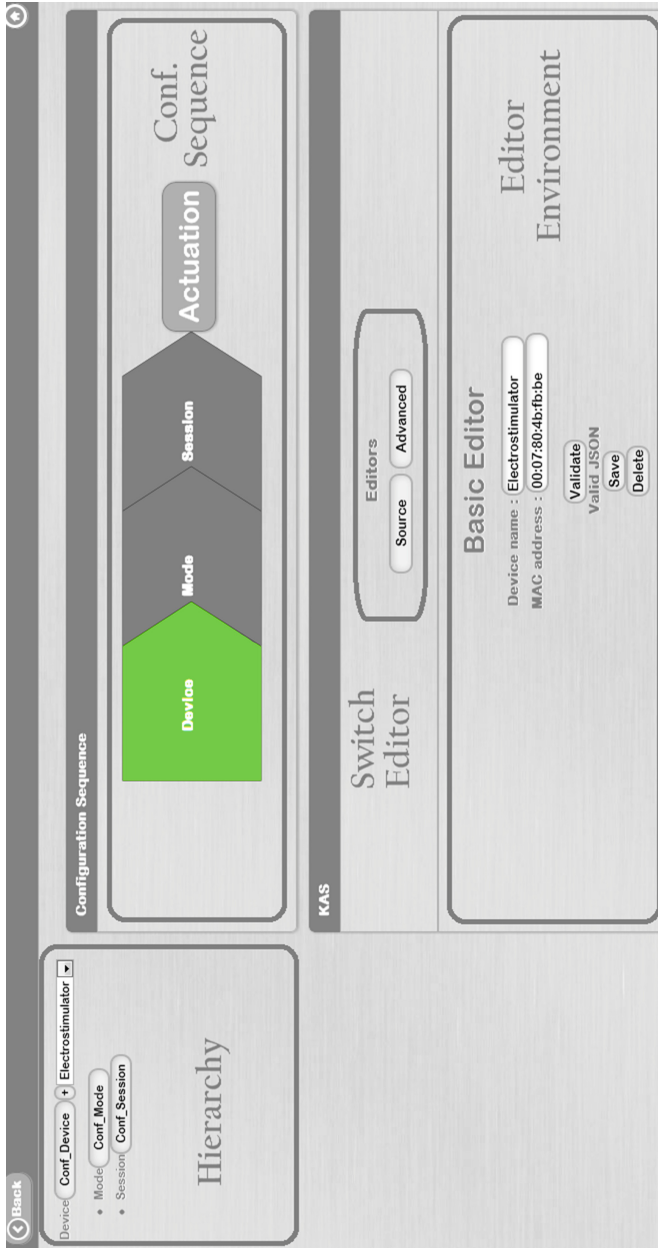 Back
Device Conf_Device + Electrostimulator
• Mode Conf_Mode
• Session Conf_Session
Hierarchy
Configuration Sequence
Device
Mode
Session
Actuation
Conf.
Sequence
KAS
Switch
Editor
Editors
Source Advanced
Basic Editor
Device name : Electrostimulator
MAC address : 00:07:80:4b:fb:be
Validate
Valid JSON
Save
Delete
Editor
Environment